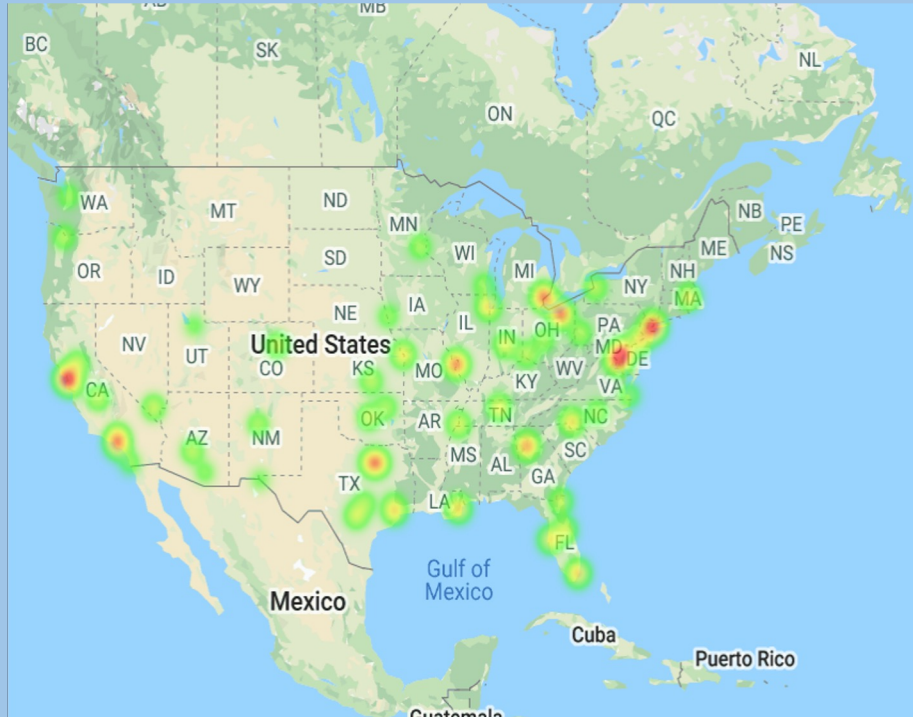 AB
MB
BC
SK
NL
ON
QC
WA
MT
ND
MN
NB
PE
OR
ID
SD
WI
MI
ME
NS
NH
WY
NE
IA
NY
MA
NV
UT
United States
IL
IN
OH
PA
MD
DE
CO
KS
MO
WV
KY
VA
CA
AZ
NM
OK
AR
TN
NC
MS
AL
SC
GA
TX
LA
FL
Gulf of
Mexico
Mexico
Cuba
Puerto Rico
Guatemala